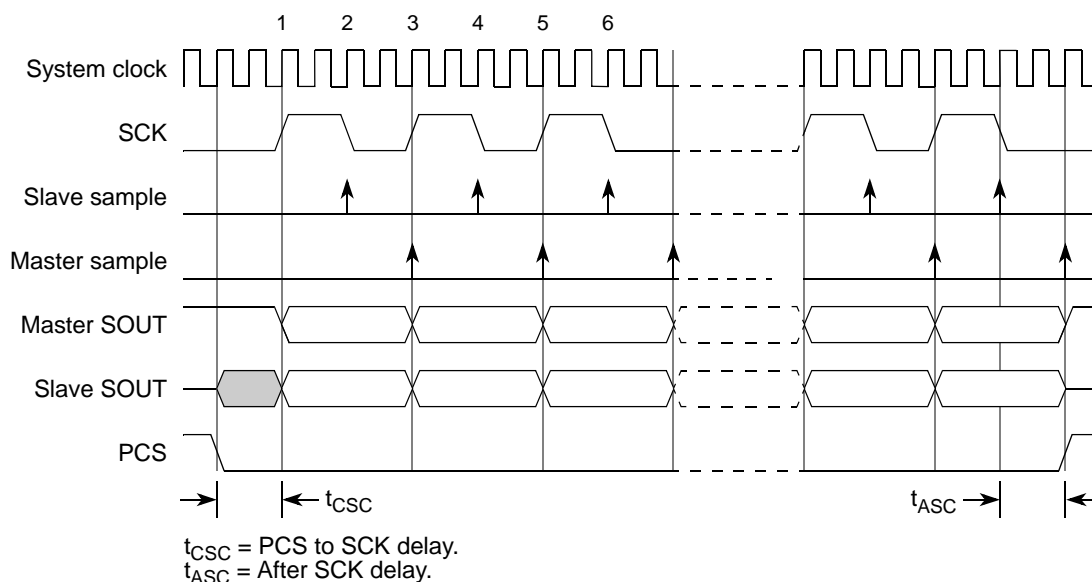 1 2 3 4 5 6
System clock
SCK
Slave sample
Master sample
Master SOUT
Slave SOUT
PCS
tCSC tASC
tCSC = PCS to SCK delay.
tASC = After SCK delay.